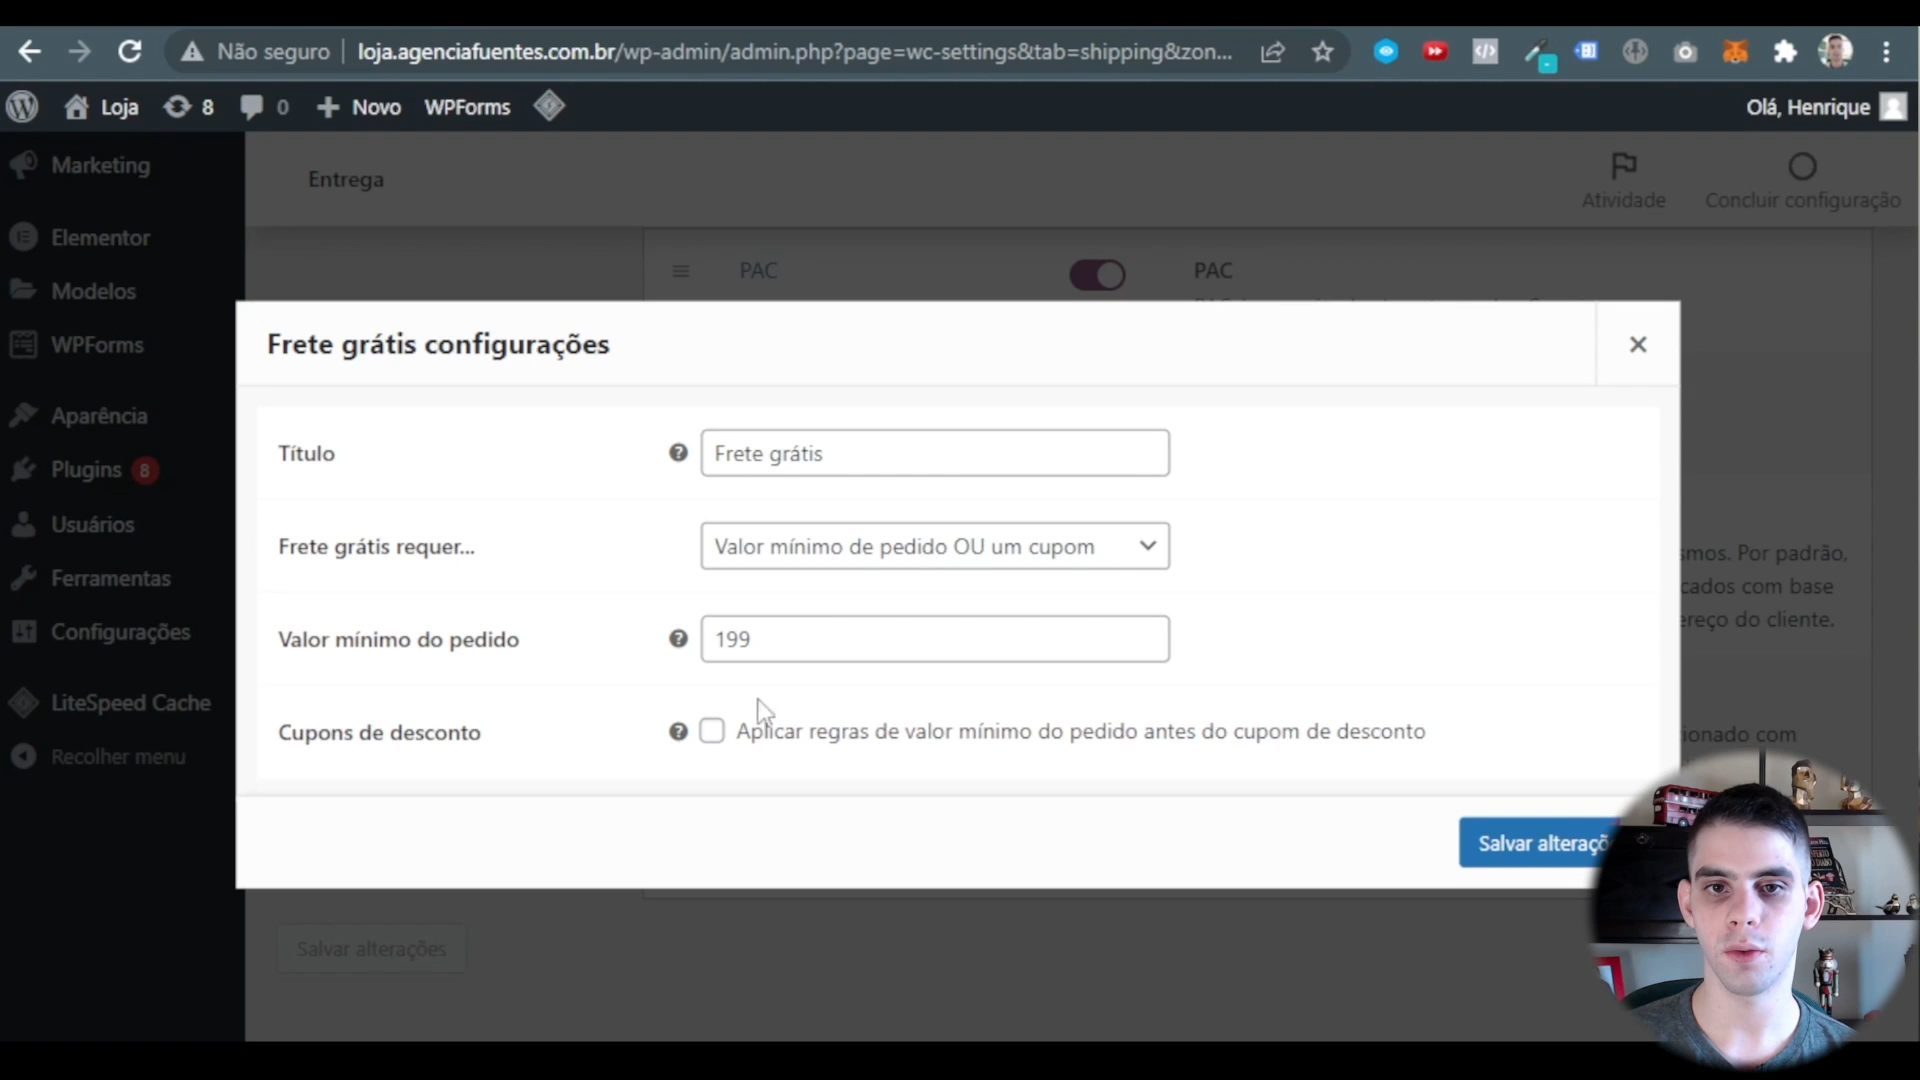 Não seguro
loja.agenciafuentes.com.br/wp-admin/admin.php?page=wc-settings&tab=shipping&zon...
Loja
8
0
Novo
WPForms
Olá, Henrique
Marketing
Elementor
Modelos
WPForms
Aparência
Plugins 8
Usuários
Ferramentas
Configurações
LiteSpeed Cache
Recolher menu
Entrega
Atividade
Concluir configuração
PAC
PAC
Frete grátis configurações
Título
Frete grátis
Frete grátis requer...
Valor mínimo de pedido OU um cupom
Valor mínimo do pedido
199
Cupons de desconto
Aplicar regras de valor mínimo do pedido antes do cupom de desconto
smos. Por padrão,
cados com base
ereço do cliente.
ionado com
Salvar alteraçõ
Salvar alterações